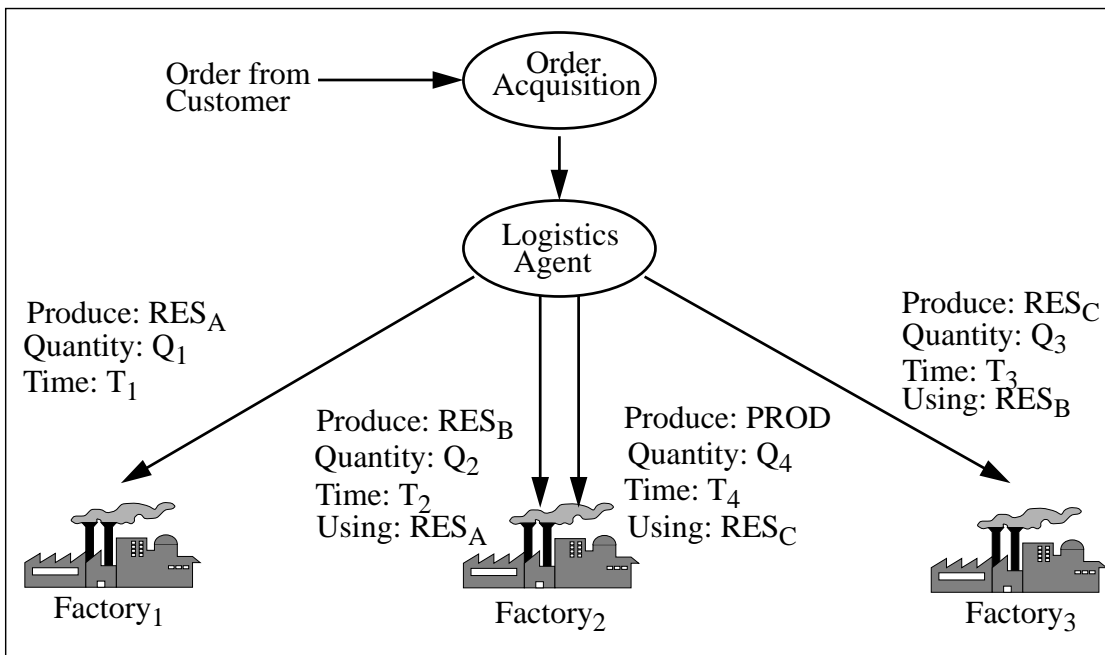 Order from
Customer
Order
Acquisition
Logistics
Agent
Produce: RES_A
Quantity: Q_1
Time: T_1
Produce: RES_B
Quantity: Q_2
Time: T_2
Using: RES_A
Produce: PROD
Quantity: Q_4
Time: T_4
Using: RES_C
Produce: RES_C
Quantity: Q_3
Time: T_3
Using: RES_B
Factory_1
Factory_2
Factory_3